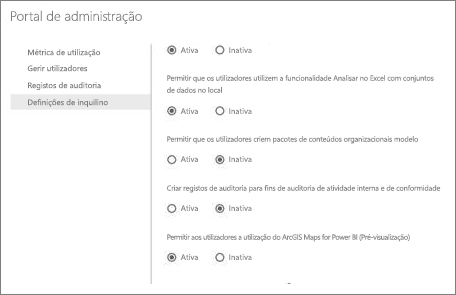 Portal de administração
Métrica de utilização
Gerir utilizadores
Registos de auditoria
Definições de inquilino
Ativa Inativa
Permitir que os utilizadores utilizem a funcionalidade Analisar no Excel com conjuntos
de dados no local
Ativa Inativa
Permitir que os utilizadores criem pacotes de conteúdos organizacionais modelo
Ativa Inativa
Criar registos de auditoria para fins de auditoria de atividade interna e de conformidade
Ativa Inativa
Permitir aos utilizadores a utilização do ArcGIS Maps for Power BI (Pré-visualização)
Ativa Inativa